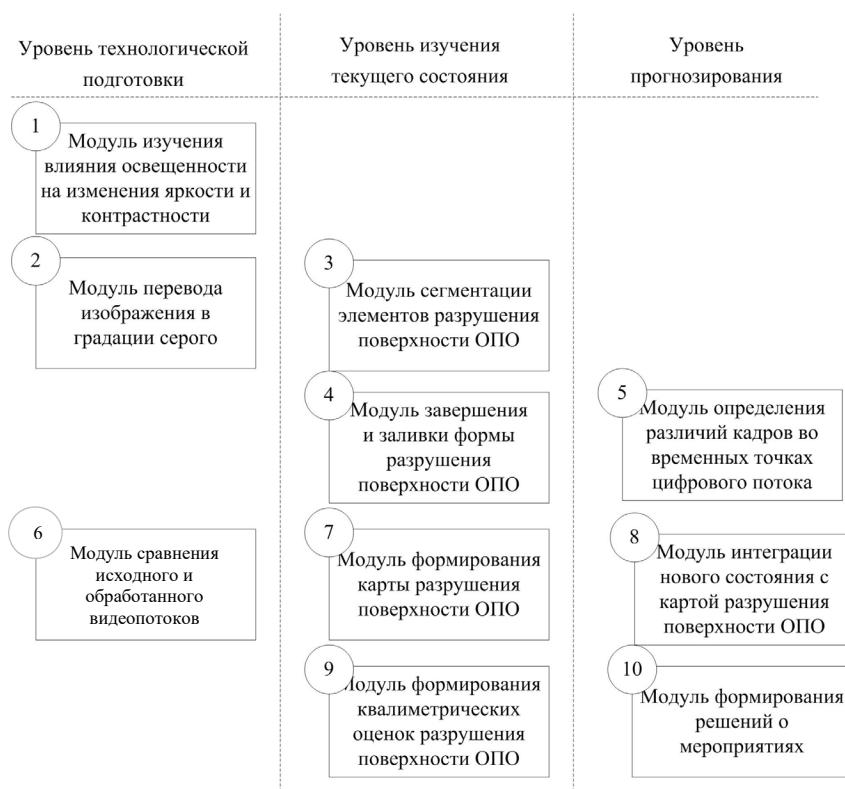 Уровень технологической
подготовки
Уровень изучения
текущего состояния
Уровень
прогнозирования
1
Модуль изучения
влияния освещенности
на изменения яркости и
контрастности
2
Модуль перевода
изображения в
градации серого
3
Модуль сегментации
элементов разрушения
поверхности ОПО
4
Модуль завершения
и заливки формы
разрушения
поверхности ОПО
5
Модуль определения
различий кадров во
временных точках
цифрового потока
6
Модуль сравнения
исходного и
обработанного
видеопотоков
7
Модуль формирования
карты разрушения
поверхности ОПО
8
Модуль интеграции
нового состояния с
картой разрушения
поверхности ОПО
9
Модуль формирования
квалиметрических
оценок разрушения
поверхности ОПО
10
Модуль формирования
решений о
мероприятиях